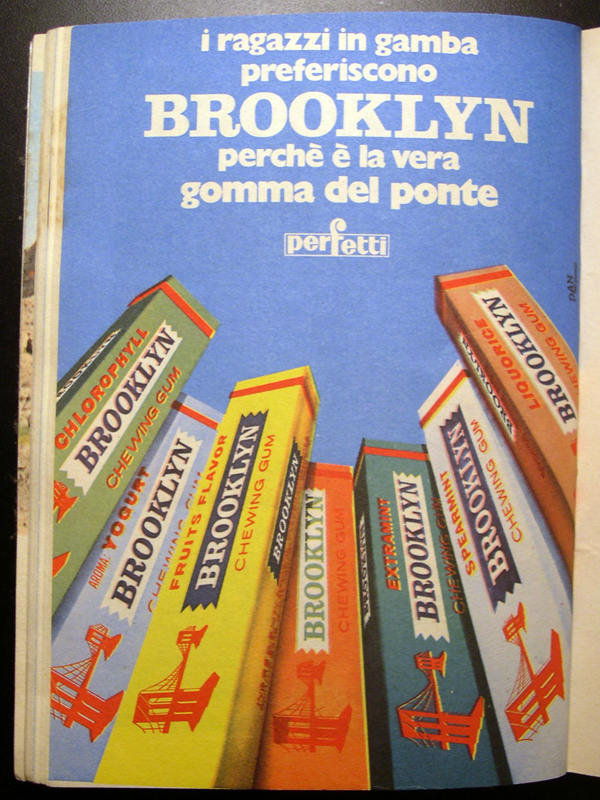 i ragazzi in gamba
preferiscono
BROOKLYN
perchè è la vera
gomma del ponte
perfetti
DAN
CHLOROPHYLL
BROOKLYN
CHEWING GUM
AROMA: YOGURT
BROOKLYN
CHEWING GUM
FRUITS FLAVOR
BROOKLYN
CHEWING GUM
BROOKLYN
BROOKLYN
CHEWING GUM
EXTRAMINT
BROOKLYN
CHEWING GUM
SPEARMINT
BROOKLYN
CHEWING GUM
BROOKLYN
LIQUORICE
BROOKLYN
CHEWING GUM